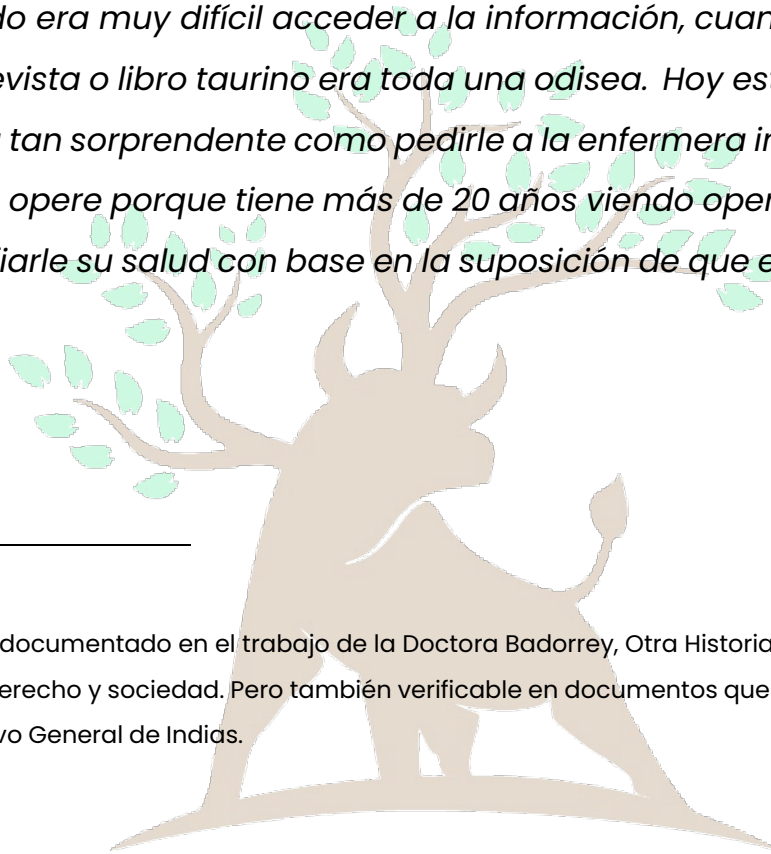 do era muy difícil acceder a la información, cuan
evista o libro taurino era toda una odisea. Hoy est
tan sorprendente como pedirle a la enfermera in
opere porque tiene más de 20 años viendo oper
iarle su salud con base en la suposición de que e
documentado en el trabajo de la Doctora Badorrey, Otra Historia
erecho y sociedad. Pero también verificable en documentos que
vo General de Indias.